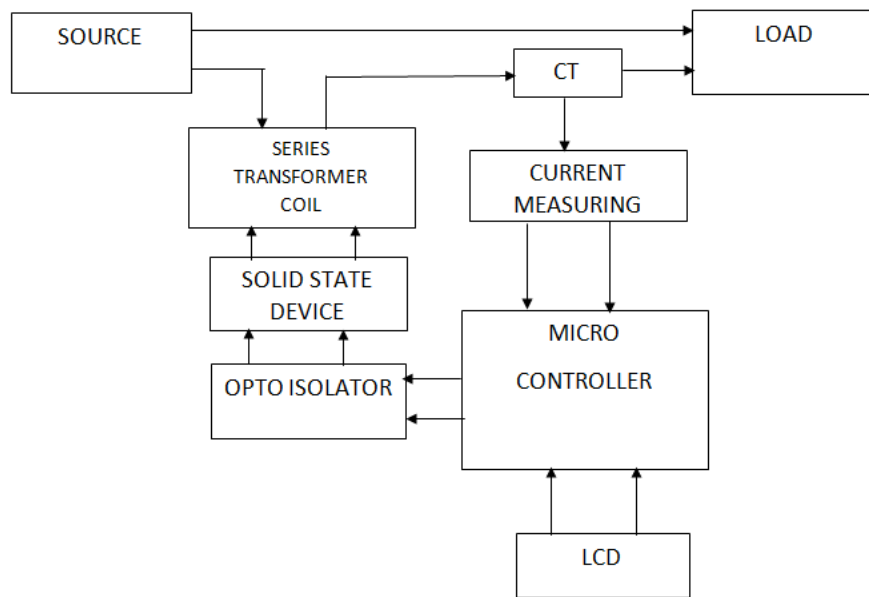 SOURCE
LOAD
CT
SERIES
TRANSFORMER
COIL
CURRENT
MEASURING
SOLID STATE
DEVICE
MICRO
CONTROLLER
OPTO ISOLATOR
LCD